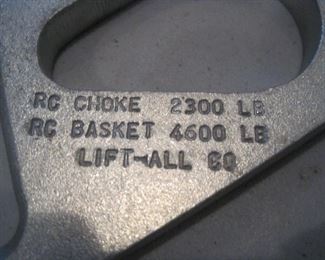 RC CHOKE 2300 LB
RC BASKET 4600 LB
LIFT-ALL CO